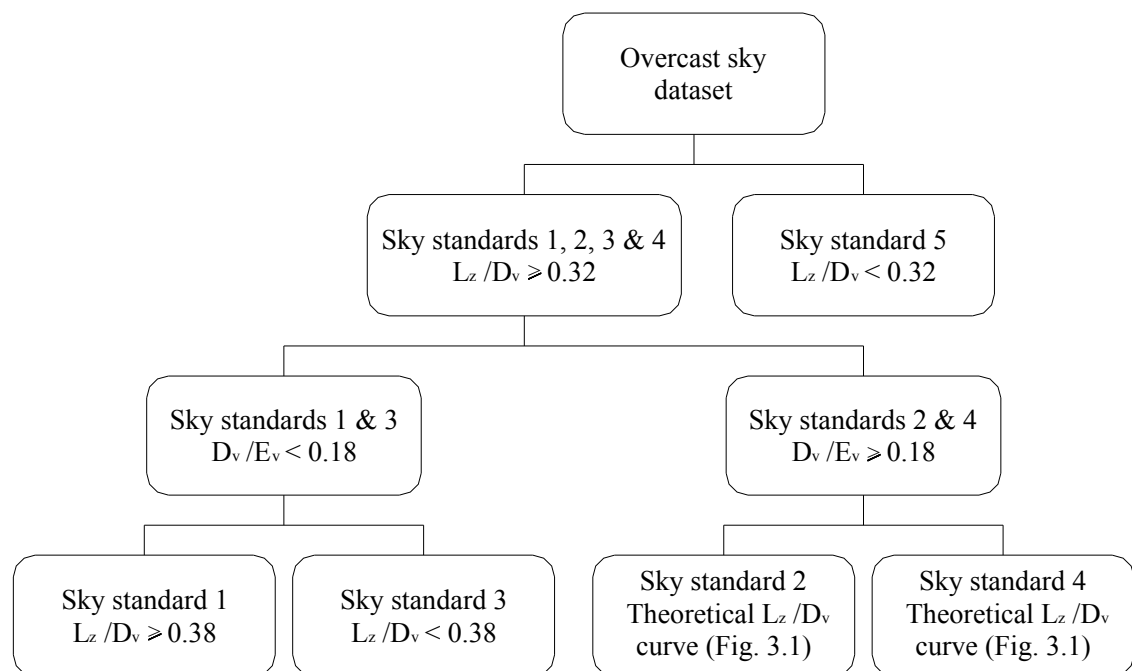 Overcast sky
dataset
Sky standards 1, 2, 3 & 4
Lz /Dv ⩾ 0.32
Sky standard 5
Lz /Dv < 0.32
Sky standards 1 & 3
Dv /Ev < 0.18
Sky standards 2 & 4
Dv /Ev ⩾ 0.18
Sky standard 1
Lz /Dv ⩾ 0.38
Sky standard 3
Lz /Dv < 0.38
Sky standard 2
Theoretical Lz /Dv
curve (Fig. 3.1)
Sky standard 4
Theoretical Lz /Dv
curve (Fig. 3.1)